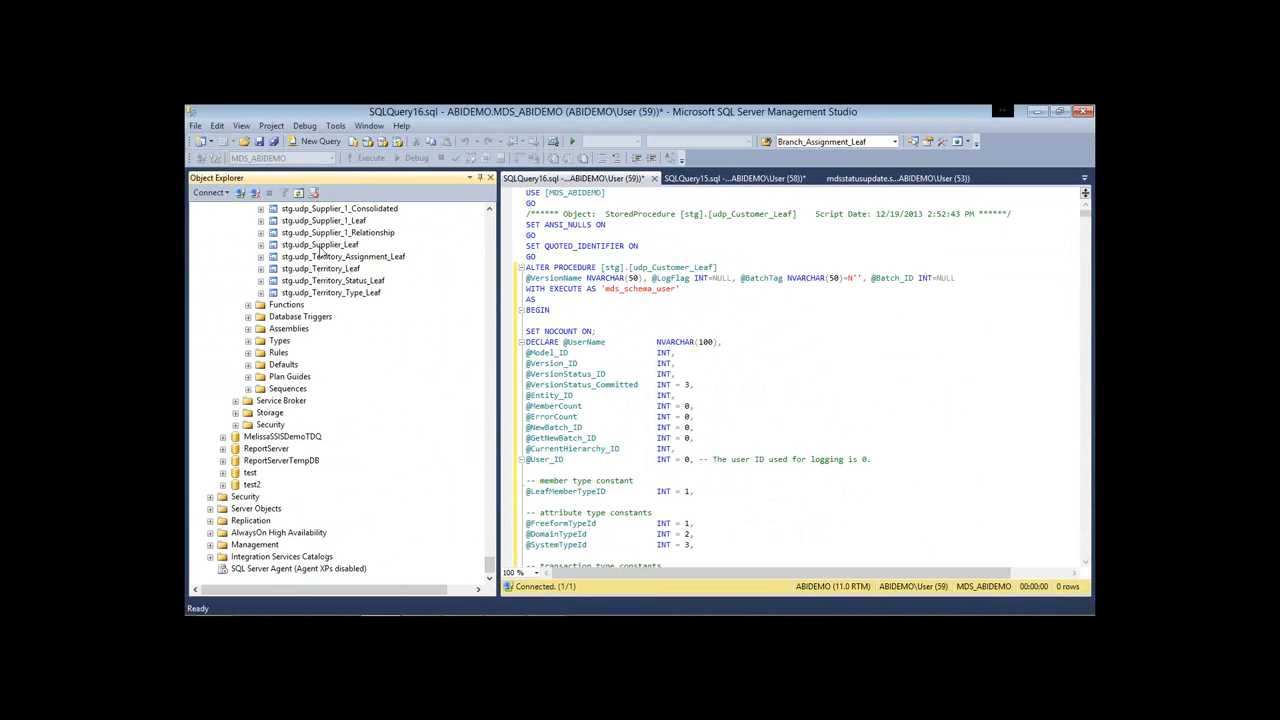 SQLQuery16.sql - ABIDEMO.MDS_ABIDEMO (ABIDEMO\User (59))* - Microsoft SQL Server Management Studio
File Edit View Project Debug Tools Window Help
New Query
Branch_Assignment_Leaf
MDS_ABIDEMO
Execute
Debug
Object Explorer
Connect
stg.udp_Supplier_1_Consolidated
stg.udp_Supplier_1_Leaf
stg.udp_Supplier_1_Relationship
stg.udp_Supplier_Leaf
stg.udp_Territory_Assignment_Leaf
stg.udp_Territory_Leaf
stg.udp_Territory_Status_Leaf
stg.udp_Territory_Type_Leaf
Functions
Database Triggers
Assemblies
Types
Rules
Defaults
Plan Guides
Sequences
Service Broker
Storage
Security
MelissaSSISDemoTDQ
ReportServer
ReportServerTempDB
test
test2
Security
Server Objects
Replication
AlwaysOn High Availability
Management
Integration Services Catalogs
SQL Server Agent (Agent XPs disabled)
SQLQuery16.sql -...ABIDEMO\User (59))* SQLQuery15.sql -...ABIDEMO\User (58))* mdsstatusupdate.s...ABIDEMO\User (53))
USE [MDS_ABIDEMO]
GO
/****** Object: StoredProcedure [stg].[udp_Customer_Leaf] Script Date: 12/19/2013 2:52:43 PM ******/
SET ANSI_NULLS ON
GO
SET QUOTED_IDENTIFIER ON
GO
ALTER PROCEDURE [stg].[udp_Customer_Leaf]
@VersionName NVARCHAR(50), @LogFlag INT=NULL, @BatchTag NVARCHAR(50)=N'', @Batch_ID INT=NULL
WITH EXECUTE AS 'mds_schema_user'
AS
BEGIN
SET NOCOUNT ON;
DECLARE @UserName NVARCHAR(100),
@Model_ID INT,
@Version_ID INT,
@VersionStatus_ID INT,
@VersionStatus_Committed INT = 3,
@Entity_ID INT,
@MemberCount INT = 0,
@ErrorCount INT = 0,
@NewBatch_ID INT = 0,
@GetNewBatch_ID INT = 0,
@CurrentHierarchy_ID INT,
@User_ID INT = 0, -- The user ID used for logging is 0.
-- member type constant
@LeafMemberTypeID INT = 1,
-- attribute type constants
@FreeformTypeId INT = 1,
@DomainTypeId INT = 2,
@SystemTypeId INT = 3,
-- transaction type constants
100 %
Connected. (1/1) ABIDEMO (11.0 RTM) ABIDEMO\User (59) MDS_ABIDEMO 00:00:00 0 rows
Ready